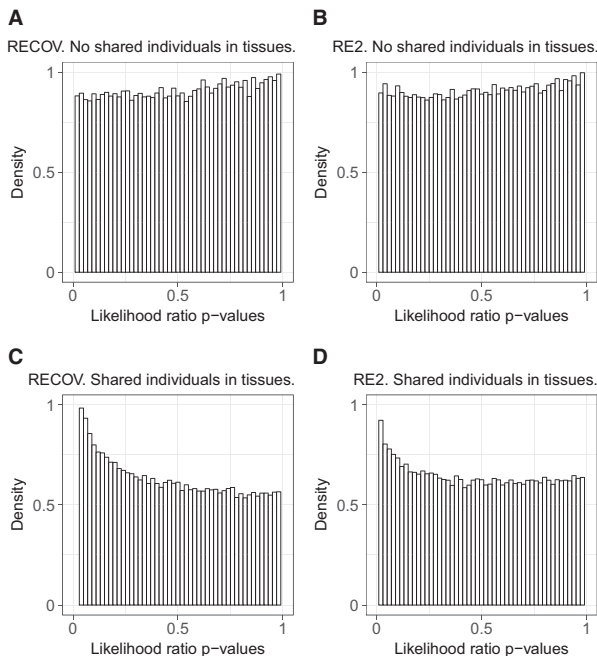 A
RECOV. No shared individuals in tissues.
1
0.5
0
Density
0
0.5
1
Likelihood ratio p−values
B
RE2. No shared individuals in tissues.
1
0.5
0
Density
0
0.5
1
Likelihood ratio p−values
C
RECOV. Shared individuals in tissues.
1
0.5
0
Density
0
0.5
1
Likelihood ratio p−values
D
RE2. Shared individuals in tissues.
1
0.5
0
Density
0
0.5
1
Likelihood ratio p−values